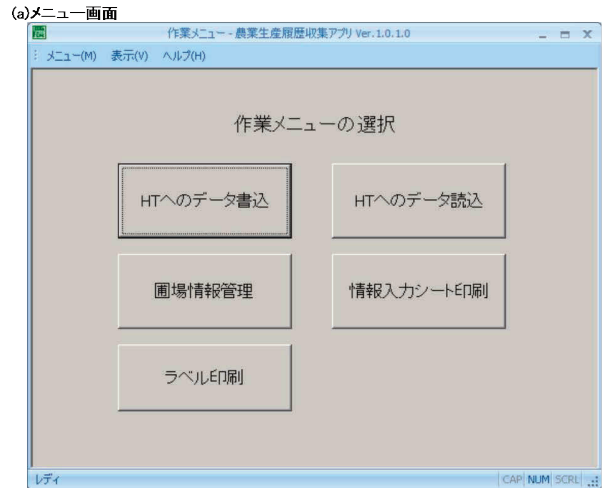 (a)メニュー画面
作業メニュー - 農業生産履歴収集アプリ Ver.1.0.1.0
メニュー(M) 表示(V) ヘルプ(H)
作業メニューの選択
HTへのデータ書込 HTへのデータ読込
圃場情報管理 情報入力シート印刷
ラベル印刷
レディ CAP NUM SCRL